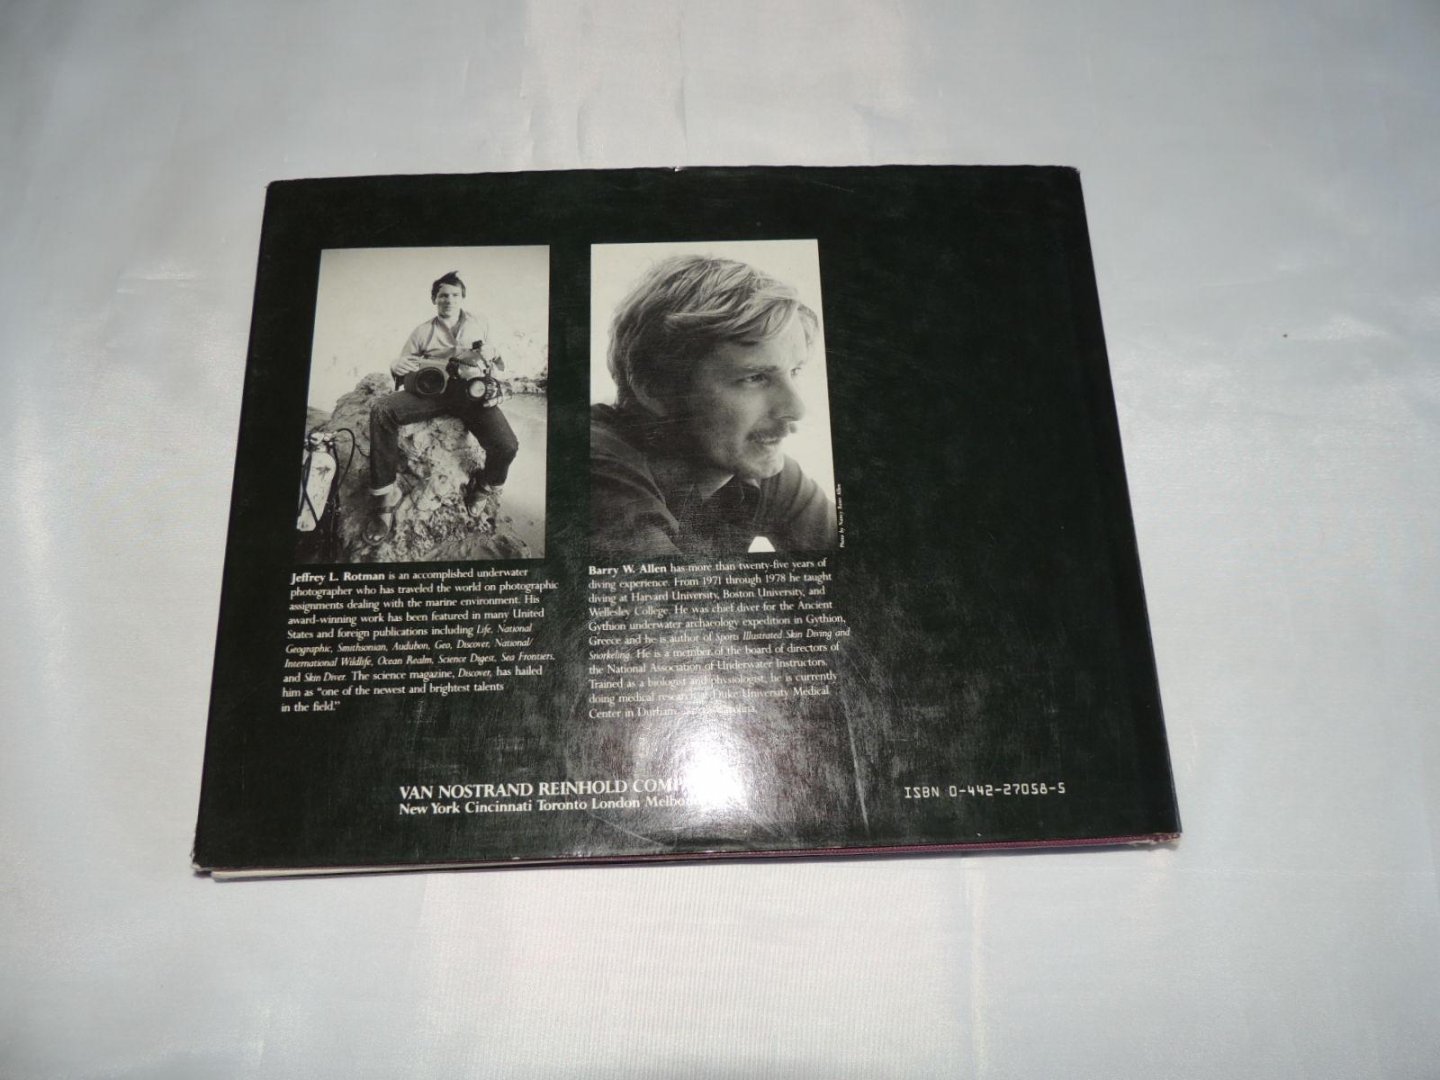 Jeffrey L. Rotman is an accomplished underwater
photographer who has traveled the world on photographic
assignments dealing with the marine environment. His
award-winning work has been featured in many United
States and foreign publications including Life, National
Geographic, Smithsonian, Audubon, Geo, Discover, National/
International Wildlife, Ocean Realm, Science Digest, Sea Frontiers,
and Skin Diver. The science magazine, Discover, has hailed
him as "one of the newest and brightest talents
in the field."
Photo by Nancy Allen
Barry W. Allen has more than twenty-five years of
diving experience. From 1971 through 1978 he taught
diving at Harvard University, Boston University, and
Wellesley College. He was chief diver for the Ancient
Gythion underwater archaeology expedition in Gythion,
Greece and he is author of Sports Illustrated Skin Diving and
Snorkeling. He is a member of the board of directors of
the National Association of Underwater Instructors.
Trained as a biologist and physiologist, he is currently
doing medical research at Duke University Medical
Center in Durham, Carolina.
VAN NOSTRAND REINHOLD COMP
New York Cincinnati Toronto London Melbo
ISBN 0-442-27058-5